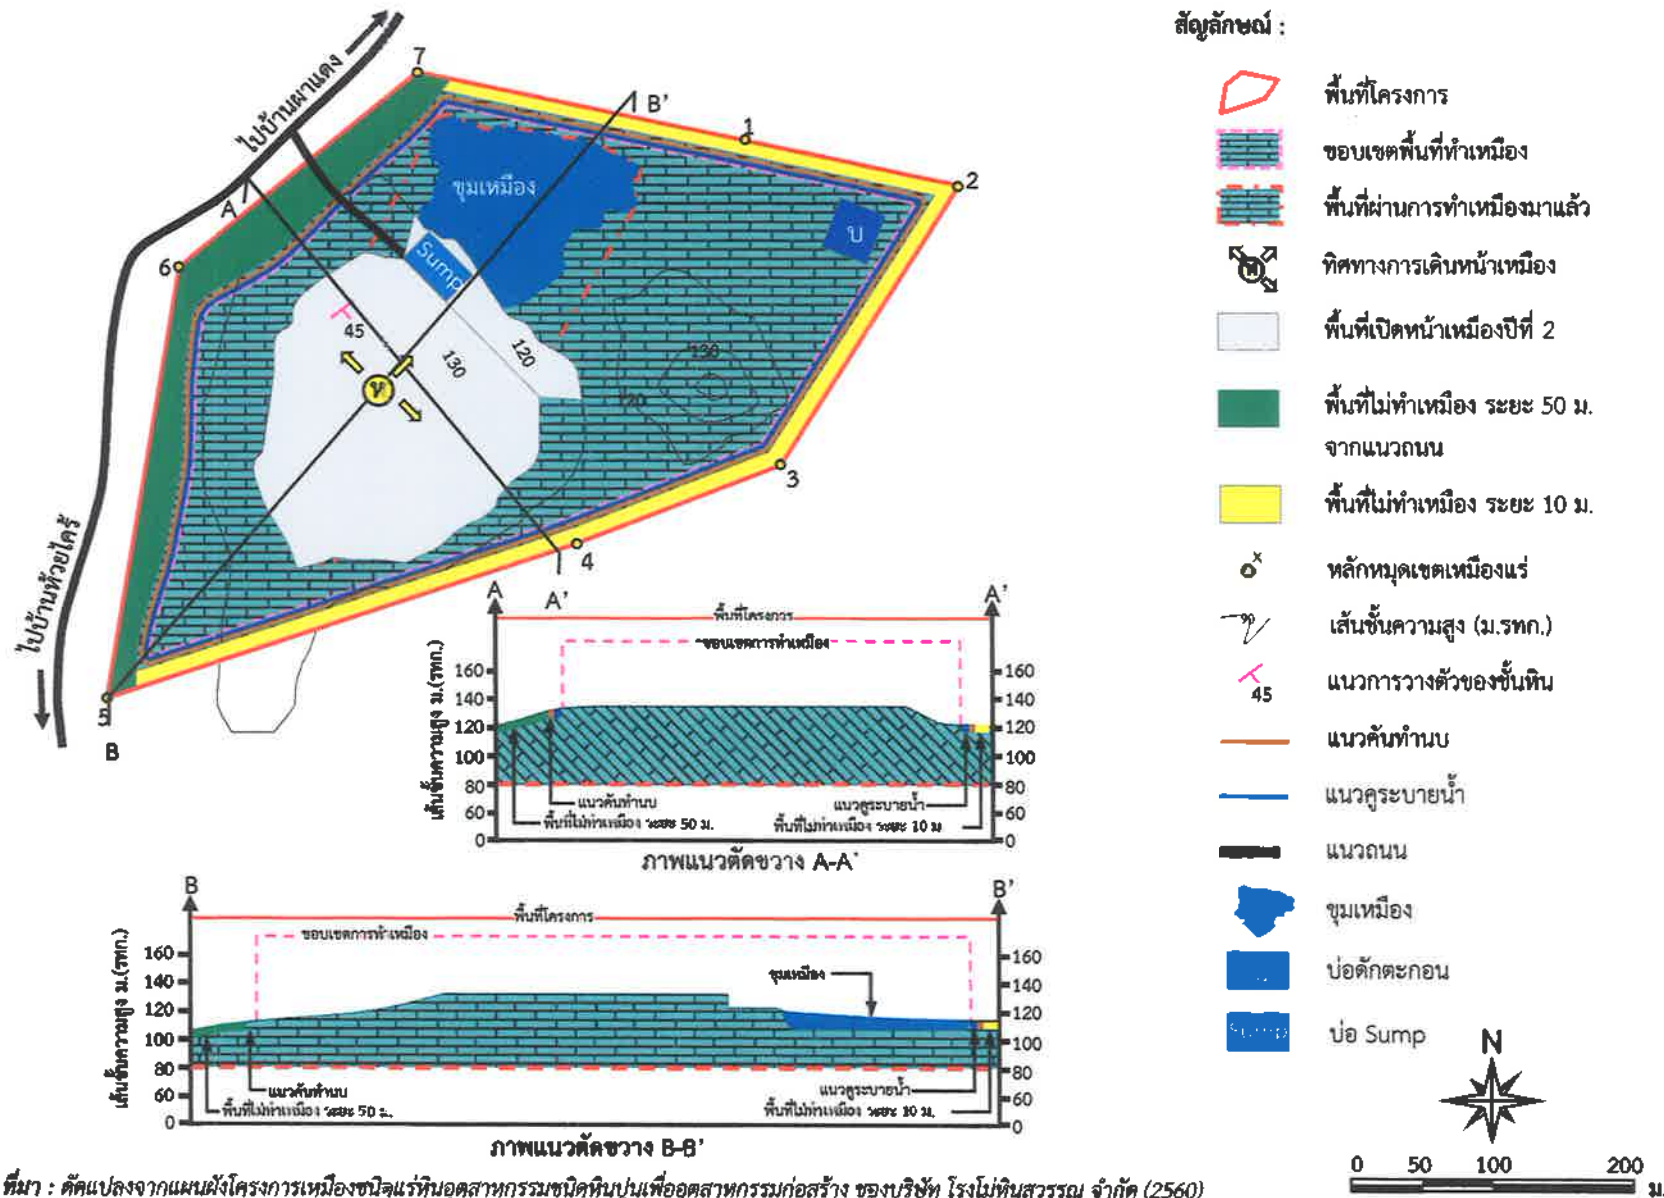 ไปบ้านผาแดง
7
B'
1
2
ขุมเหมือง
บ
A
6
Sump
45
130
120
130
120
ห
3
4
ไปบ้านห้วยไคร้
A'
5
B
สัญลักษณ์ :
พื้นที่โครงการ
ขอบเขตพื้นที่ทำเหมือง
พื้นที่ผ่านการทำเหมืองมาแล้ว
ห
ทิศทางการเดินหน้าเหมือง
พื้นที่เปิดหน้าเหมืองปีที่ 2
พื้นที่ไม่ทำเหมือง ระยะ 50 ม.
จากแนวถนน
พื้นที่ไม่ทำเหมือง ระยะ 10 ม.
x
หลักหมุดเขตเหมืองแร่
90
เส้นชั้นความสูง (ม.รทก.)
45
แนวการวางตัวของชั้นหิน
แนวคันทำนบ
แนวคูระบายน้ำ
แนวถนน
ขุมเหมือง
บ่อดักตะกอน
Sump
บ่อ Sump
A
A'
พื้นที่โครงการ
ขอบเขตการทำเหมือง
เส้นชั้นความสูง ม.(รทก.)
160 160
140 140
120 120
100 100
80 80
60 60
0 0
แนวคันทำนบ
แนวคูระบายน้ำ
พื้นที่ไม่ทำเหมือง ระยะ 50 ม.
พื้นที่ไม่ทำเหมือง ระยะ 10 ม
ภาพแนวตัดขวาง A-A'
B
B'
พื้นที่โครงการ
ขอบเขตการทำเหมือง
ขุมเหมือง
เส้นชั้นความสูง ม.(รทก.)
160 160
140 140
120 120
100 100
80 80
60 60
0 0
แนวคันทำนบ
แนวคูระบายน้ำ
พื้นที่ไม่ทำเหมือง ระยะ 50 ม.
พื้นที่ไม่ทำเหมือง ระยะ 10 ม.
ภาพแนวตัดขวาง B-B'
N
0 50 100 200
ม.
ที่มา : ดัดแปลงจากแผนผังโครงการเหมืองชนิดแร่หินอุตสาหกรรมชนิดหินปูนเพื่ออุตสาหกรรมก่อสร้าง ของบริษัท โรงโม่หินสุวรรณ จำกัด (2560)